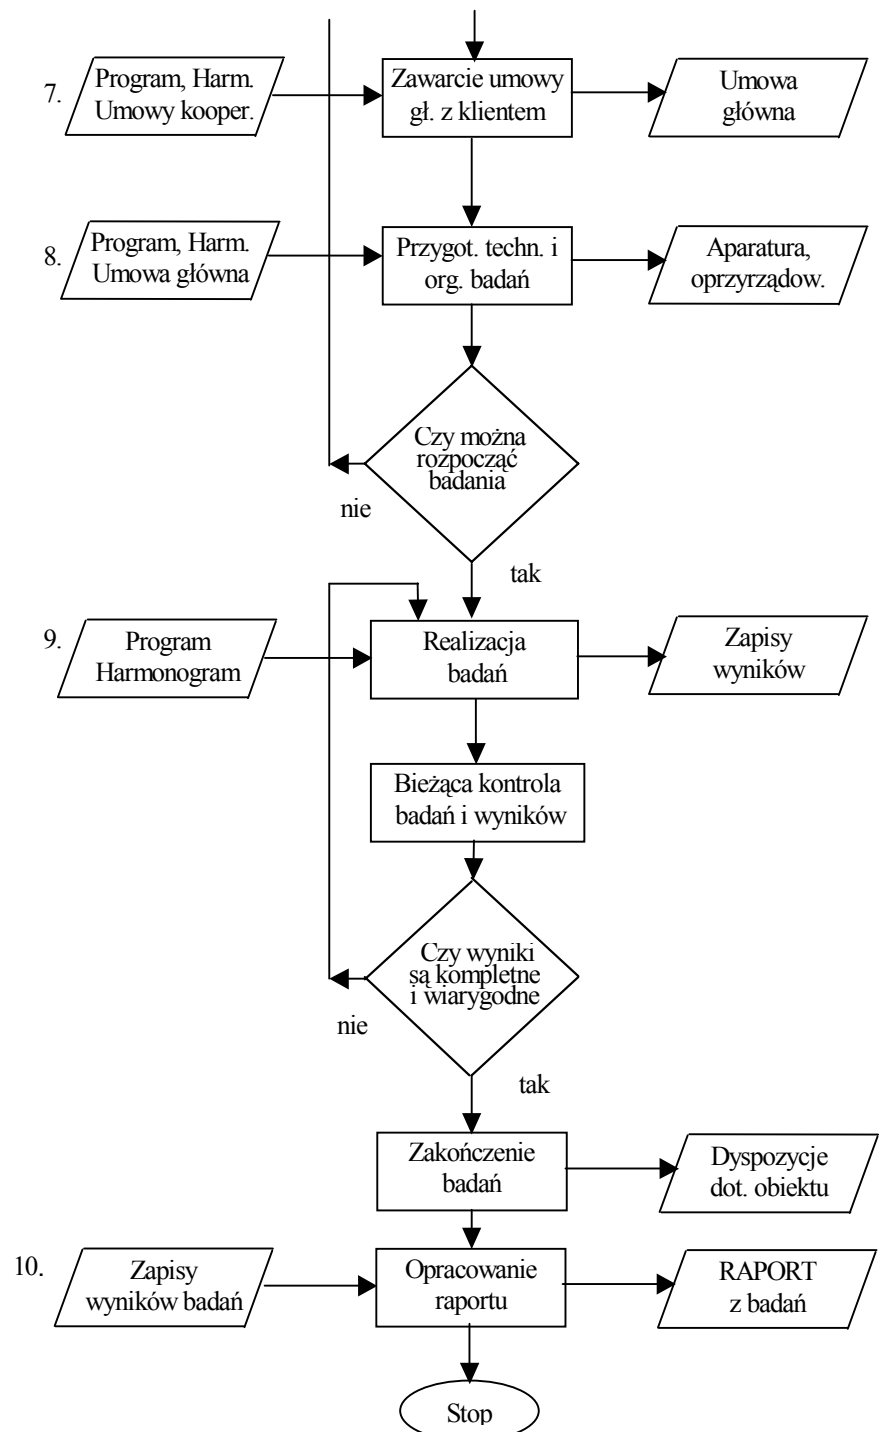 7.
Program, Harm.
Umowy kooper.
Zawarcie umowy
gł. z klientem
Umowa
główna
8.
Program, Harm.
Umowa główna
Przygot. techn. i
org. badań
Aparatura,
oprzyrządow.
Czy można
rozpocząć
badania
nie
tak
9.
Program
Harmonogram
Realizacja
badań
Zapisy
wyników
Bieżąca kontrola
badań i wyników
Czy wyniki
są kompletne
i wiarygodne
nie
tak
Zakończenie
badań
Dyspozycje
dot. obiektu
10.
Zapisy
wyników badań
Opracowanie
raportu
RAPORT
z badań
Stop